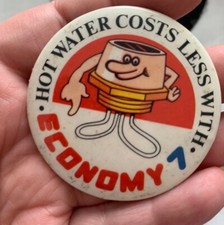 · HOT WATER COSTS LESS WITH ·
ECONOMY 7